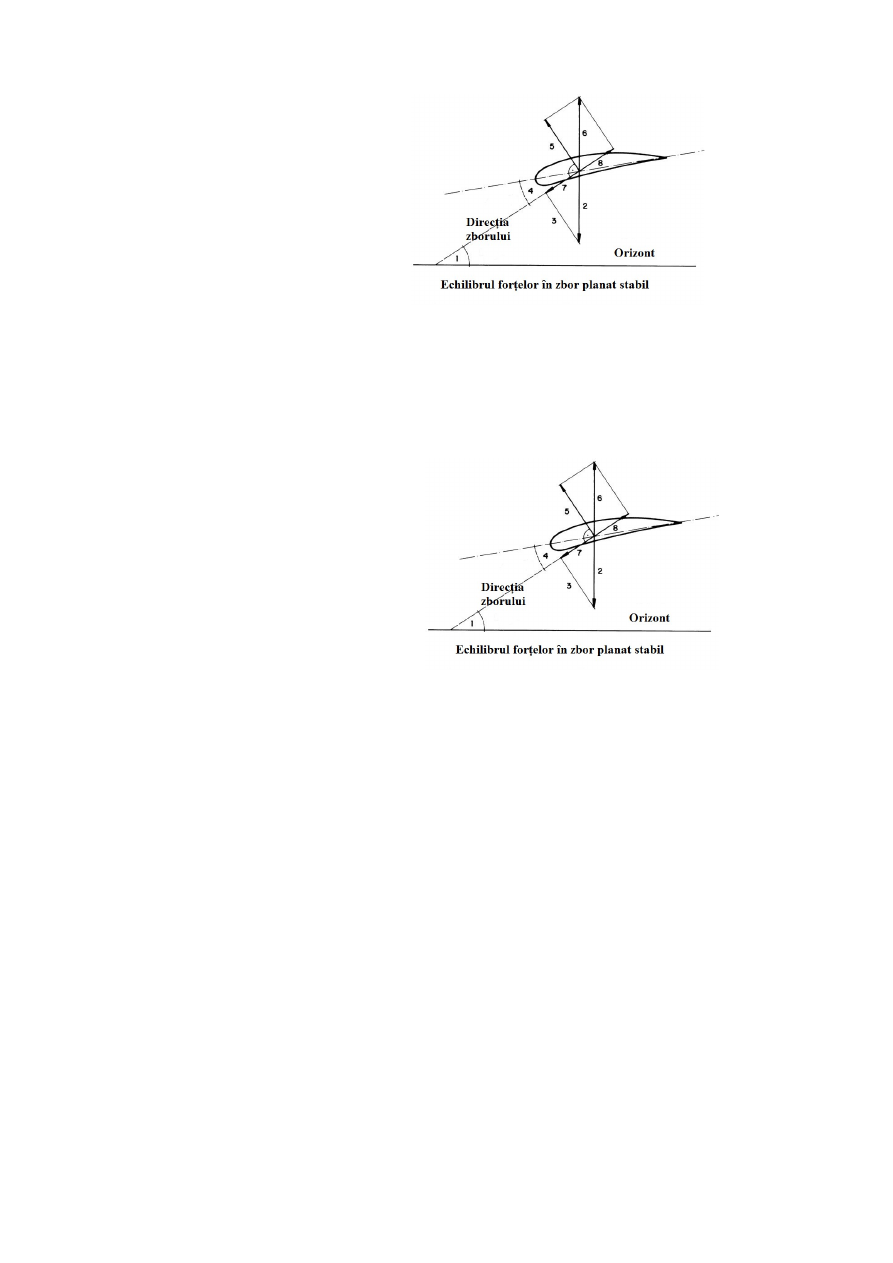 6
5
8
7
4
2
3
Direcția
zborului
Orizont
1
Echilibrul forțelor în zbor planat stabil
6
5
8
7
4
2
3
Direcția
zborului
Orizont
1
Echilibrul forțelor în zbor planat stabil